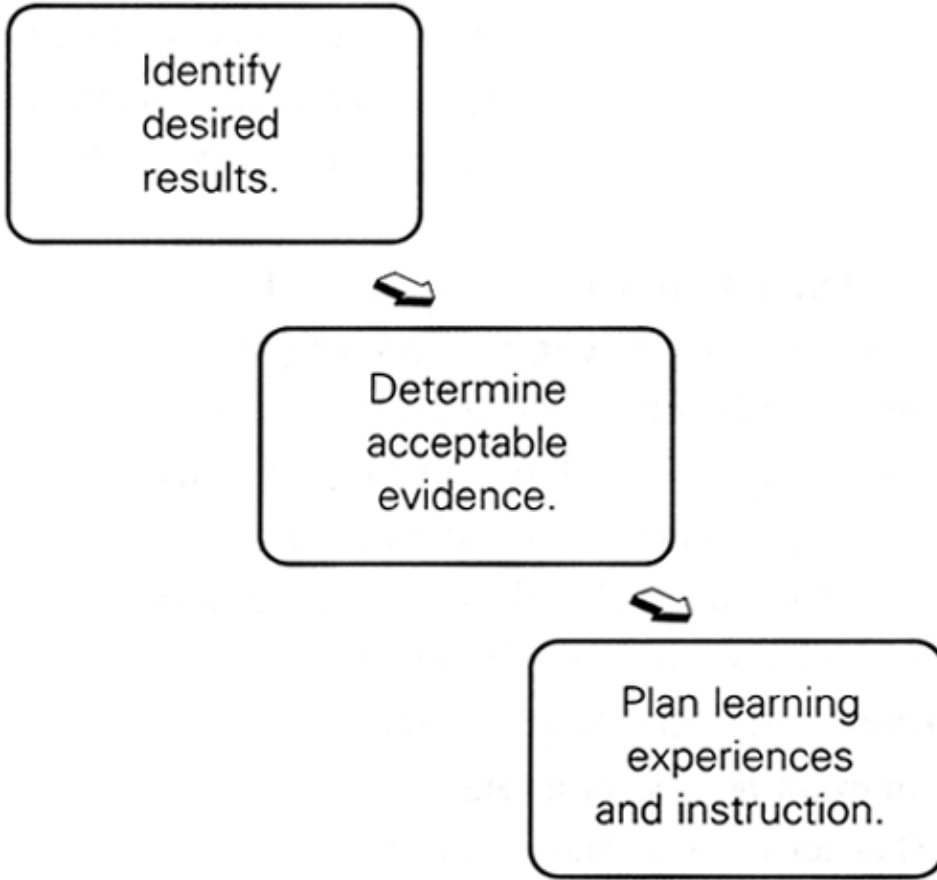 Identify
desired
results.
Determine
acceptable
evidence.
Plan learning
experiences
and instruction.